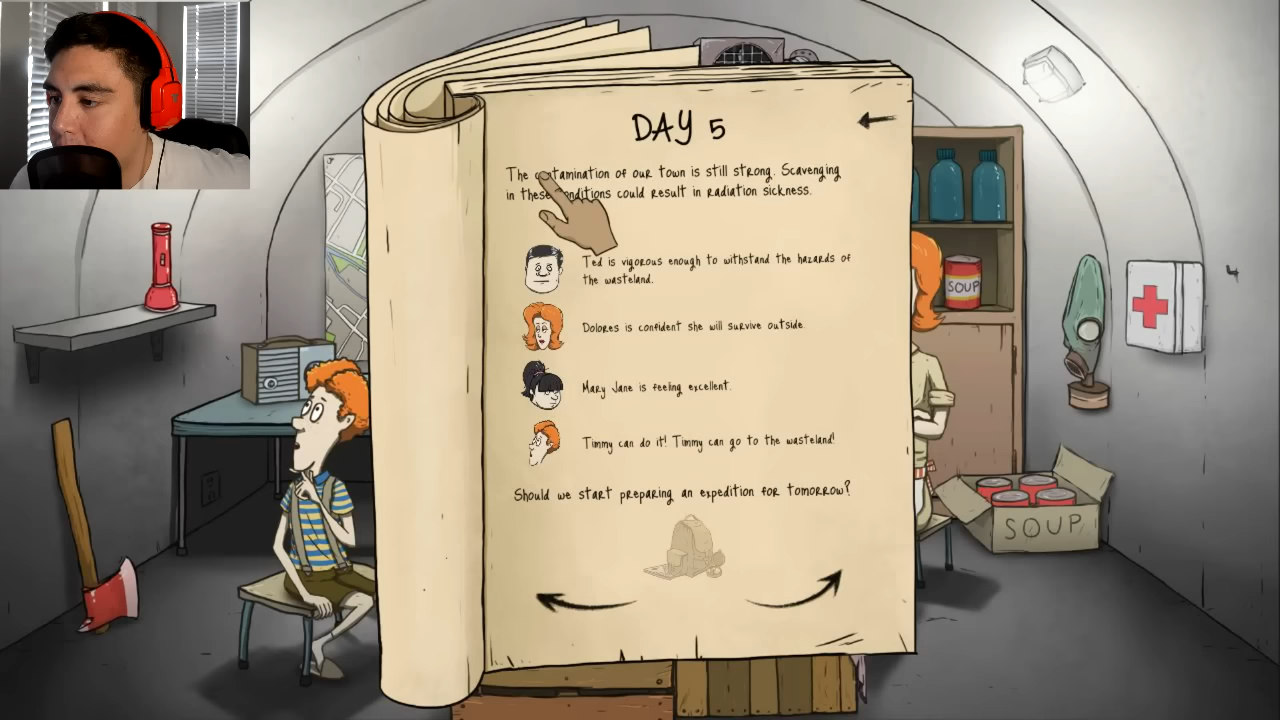 DAY 5
The contamination of our town is still strong. Scavenging
in these conditions could result in radiation sickness.
Ted is vigorous enough to withstand the hazards of
the wasteland.
Dolores is confident she will survive outside.
Mary Jane is feeling excellent.
Timmy can do it! Timmy can go to the wasteland!
Should we start preparing an expedition for tomorrow?
SOUP
SOUP